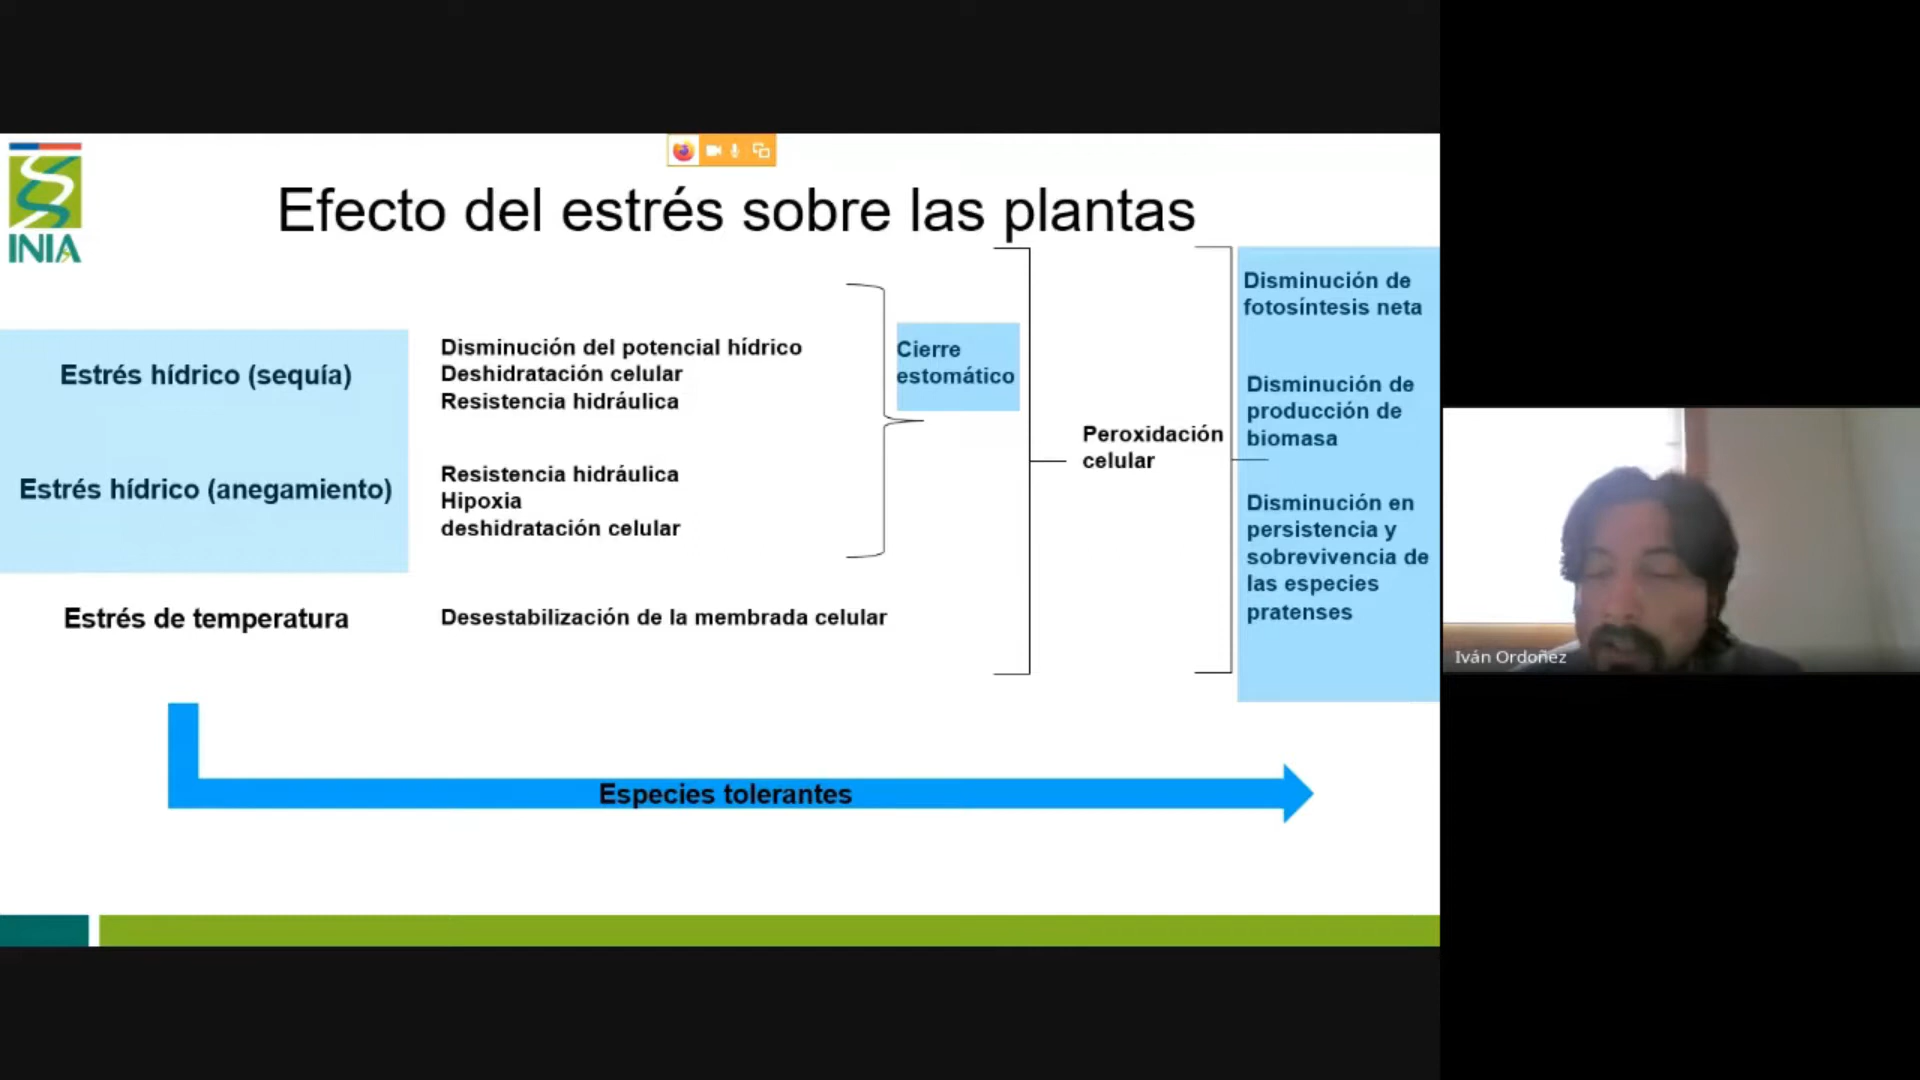 INIA
Efecto del estrés sobre las plantas
Estrés hídrico (sequía)
Disminución del potencial hídrico
Deshidratación celular
Resistencia hidráulica
Estrés hídrico (anegamiento)
Resistencia hidráulica
Hipoxia
deshidratación celular
Estrés de temperatura
Desestabilización de la membrada celular
Cierre
estomático
Peroxidación
celular
Disminución de
fotosíntesis neta
Disminución de
producción de
biomasa
Disminución en
persistencia y
sobrevivencia de
las especies
pratenses
Especies tolerantes
Iván Ordoñez